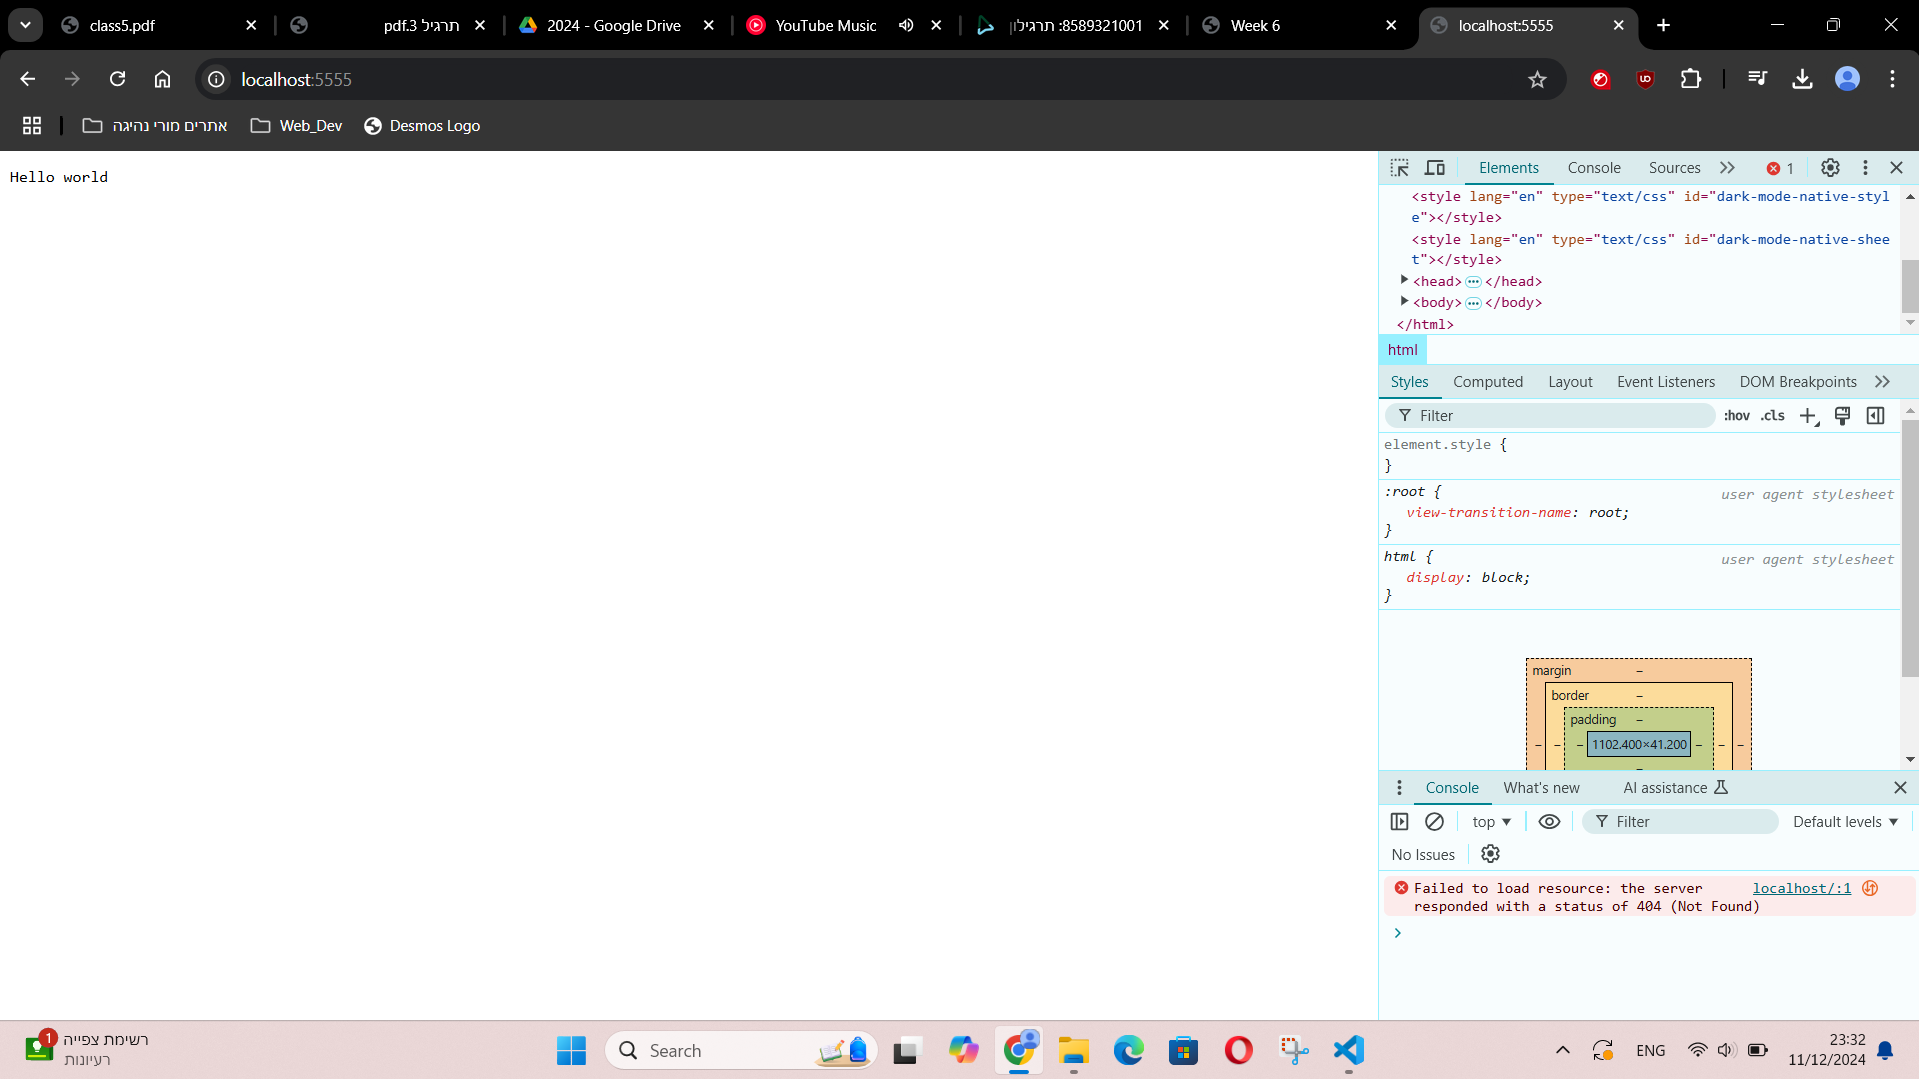 class5.pdf
תרגיל 3.pdf
2024 - Google Drive
YouTube Music
8589321001: תרגילון
Week 6
localhost:5555
localhost:5555
אתרים מורי נהיגה
Web_Dev
Desmos Logo
Hello world
Elements
Console
Sources
1
<style lang="en" type="text/css" id="dark-mode-native-styl
e"></style>
<style lang="en" type="text/css" id="dark-mode-native-shee
t"></style>
<head>…</head>
<body>…</body>
</html>
html
Styles
Computed
Layout
Event Listeners
DOM Breakpoints
Filter
:hov
.cls
element.style {
}
:root {
user agent stylesheet
view-transition-name: root;
}
html {
user agent stylesheet
display: block;
}
margin –
border –
padding –
– – – 1102.400×41.200 – – –
–
Console
What's new
AI assistance
top
Filter
Default levels
No Issues
Failed to load resource: the server localhost/:1
responded with a status of 404 (Not Found)
1
רשימת צפייה
רעיונות
Search
ENG
23:32
11/12/2024